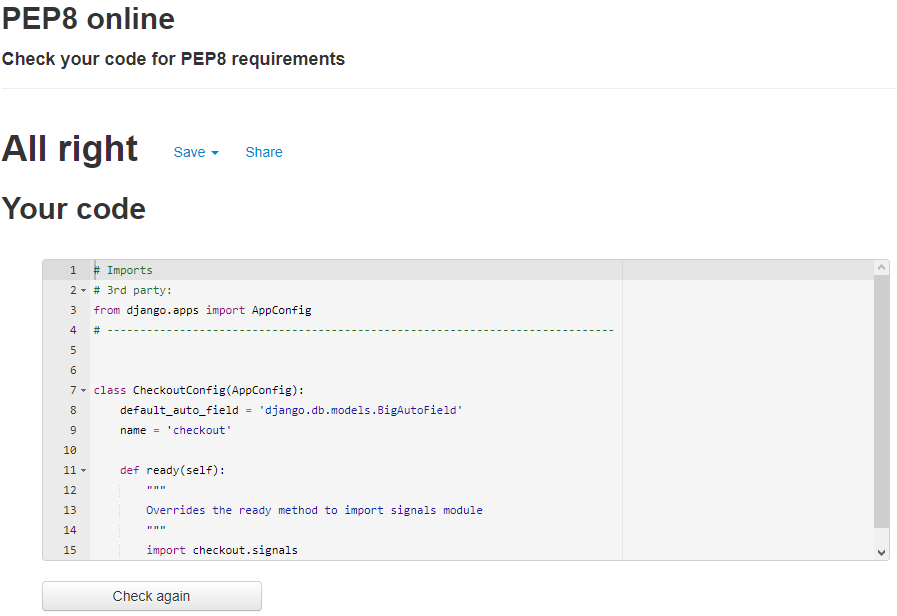 PEP8 online
Check your code for PEP8 requirements
All right Save Share
Your code
1 # Imports
2 # 3rd party:
3 from django.apps import AppConfig
4 # -----------------------------------------------------------------------------
5
6
7 class CheckoutConfig(AppConfig):
8     default_auto_field = 'django.db.models.BigAutoField'
9     name = 'checkout'
10
11     def ready(self):
12         """
13         Overrides the ready method to import signals module
14         """
15         import checkout.signals
Check again